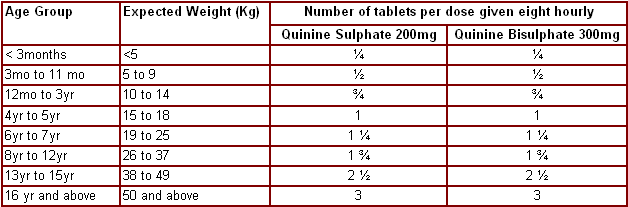 Age Group Expected Weight (Kg) Number of tablets per dose given eight hourly
Quinine Sulphate 200mg Quinine Bisulphate 300mg
< 3months <5 ¼ ¼
3mo to 11 mo 5 to 9 ½ ½
12mo to 3yr 10 to 14 ¾ ¾
4yr to 5yr 15 to 18 1 1
6yr to 7yr 19 to 25 1 ¼ 1 ¼
8yr to 12yr 26 to 37 1 ¾ 1 ¾
13yr to 15yr 38 to 49 2 ½ 2 ½
16 yr and above 50 and above 3 3